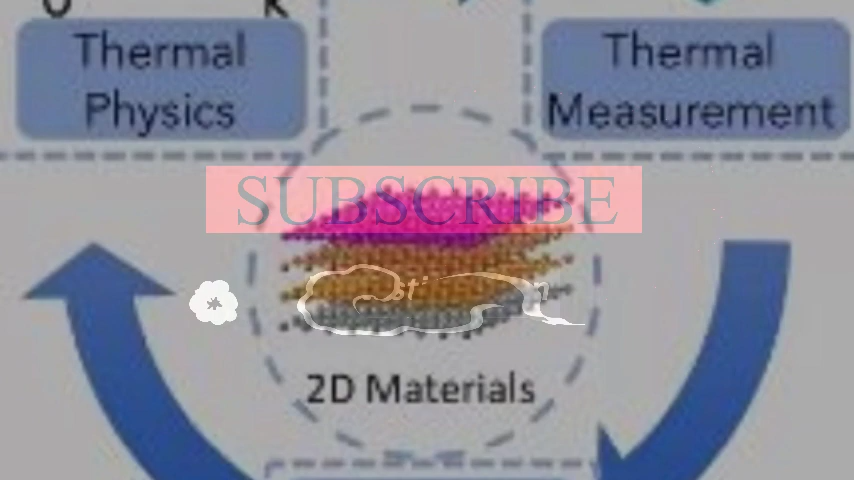 Thermal
Physics
Thermal
Measurement
SUBSCRIBE
2D Materials